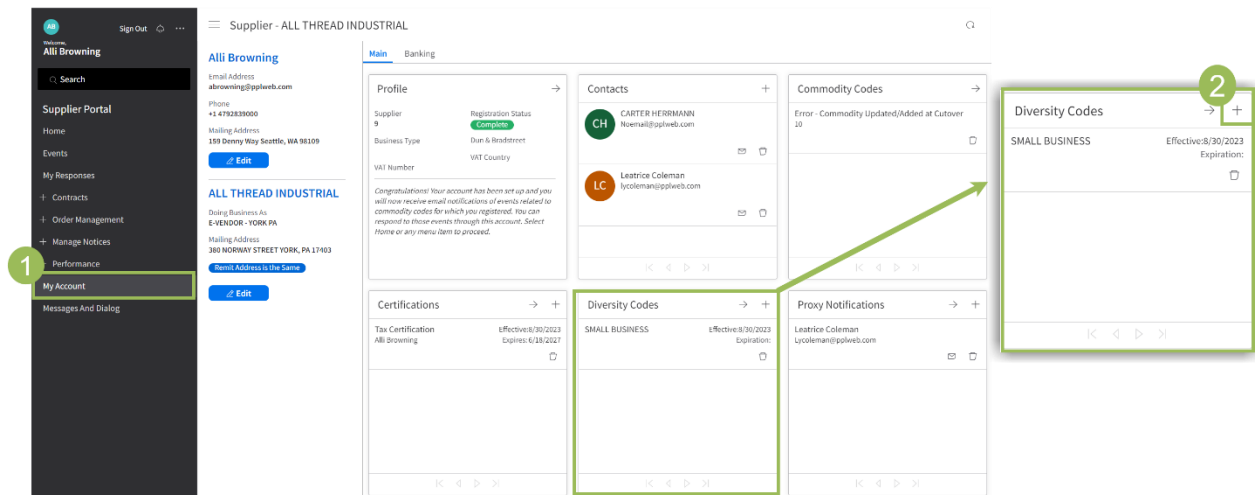 AB
Sign Out
Welcome,
Alli Browning
Search
Supplier Portal
Home
Events
My Responses
+ Contracts
+ Order Management
+ Manage Notices
1
Performance
My Account
Messages And Dialog
Supplier - ALL THREAD INDUSTRIAL
Alli Browning
Email Address
abrowning@pplweb.com
Phone
+1 4792839000
Mailing Address
159 Denny Way Seattle, WA 98109
Edit
ALL THREAD INDUSTRIAL
Doing Business As
E-VENDOR - YORK PA
Mailing Address
380 NORWAY STREET YORK, PA 17403
Remit Address is the Same
Edit
Main Banking
Profile
Supplier
9
Registration Status
Complete
Business Type
Dun & Bradstreet
VAT Country
VAT Number
Congratulations! Your account has been set up and you
will now receive email notifications of events related to
commodity codes for which you registered. You can
respond to those events through this account. Select
Home or any menu item to proceed.
Contacts
CH
CARTER HERRMANN
Noemail@pplweb.com
LC
Leatrice Coleman
lycoleman@pplweb.com
Commodity Codes
Error - Commodity Updated/Added at Cutover
10
Certifications
Tax Certification
Alli Browning
Effective:8/30/2023
Expires: 6/18/2027
Diversity Codes
SMALL BUSINESS
Effective:8/30/2023
Expiration:
Proxy Notifications
Leatrice Coleman
Lycoleman@pplweb.com
2
Diversity Codes
SMALL BUSINESS
Effective:8/30/2023
Expiration: